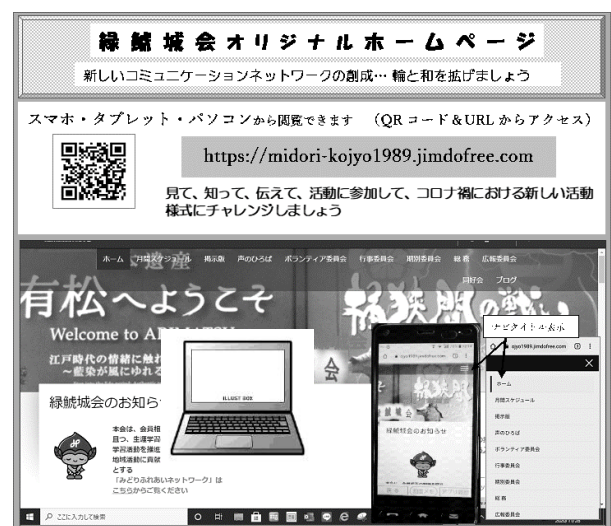 緑鯱城会オリジナルホームページ
新しいコミュニケーションネットワークの創成… 輪と和を拡げましょう
スマホ・タブレット・パソコンから閲覧できます (QRコード&URLからアクセス)
https://midori-kojyo1989.jimdofree.com
見て、知って、伝えて、活動に参加して、コロナ禍における新しい活動
様式にチャレンジしましょう
ホーム 月間スケジュール 掲示版 声のひろば ボランティア委員会 行事委員会 期別委員会 総務 広報委員会
同好会 ブログ
有松へようこそ
Welcome to AR
江戸時代の情緒に触れ
～藍染が風にゆれる
緑鯱城会のお知ら
本会は、会員相
且つ、生涯学習
学習活動を推進
地域活動に貢献
とする
「みどりふれあいネットワーク」は
こちらからご覧ください
ILLUST BOX
緑鯱城会のお知らせ
ナビタイトル表示
ojyo1989.jimdofree.com
ホーム
月間スケジュール
掲示版
声のひろば
ボランティア委員会
行事委員会
期別委員会
総務
広報委員会
ここに入力して検索